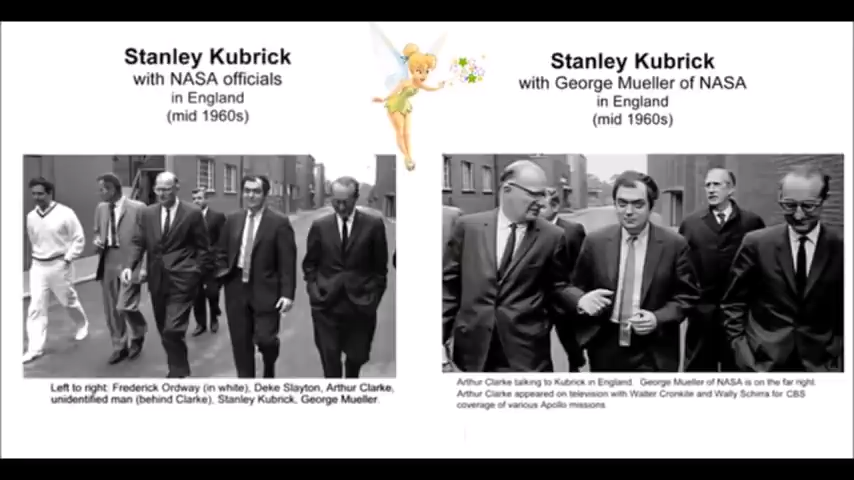 Stanley Kubrick
with NASA officials
in England
(mid 1960s)
Left to right: Frederick Ordway (in white), Deke Slayton, Arthur Clarke,
unidentified man (behind Clarke), Stanley Kubrick, George Mueller.
Stanley Kubrick
with George Mueller of NASA
in England
(mid 1960s)
Arthur Clarke talking to Kubrick in England. George Mueller of NASA is on the far right.
Arthur Clarke appeared on television with Walter Cronkite and Wally Schirra for CBS
coverage of various Apollo missions